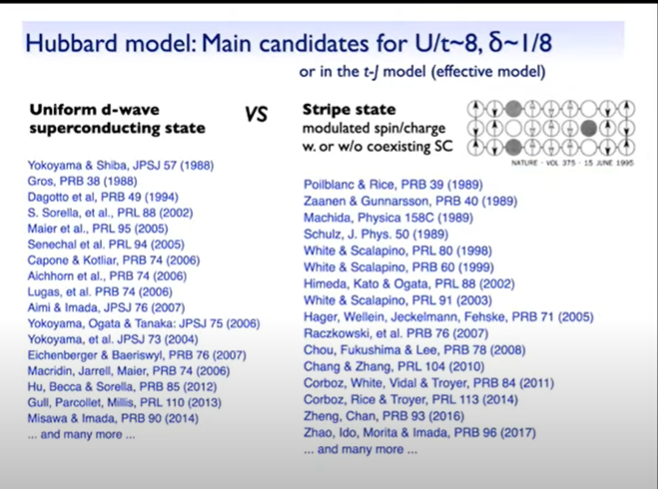 Hubbard model: Main candidates for U/t~8, δ~1/8
or in the t-J model (effective model)
Uniform d-wave
superconducting state
VS
Stripe state
modulated spin/charge
w. or w/o coexisting SC
NATURE · VOL 375 · 15 JUNE 1995
Yokoyama & Shiba, JPSJ 57 (1988)
Gros, PRB 38 (1988)
Dagotto et al, PRB 49 (1994)
S. Sorella, et al., PRL 88 (2002)
Maier et al., PRL 95 (2005)
Senechal et al. PRL 94 (2005)
Capone & Kotliar, PRB 74 (2006)
Aichhorn et al., PRB 74 (2006)
Lugas, et al. PRB 74 (2006)
Aimi & Imada, JPSJ 76 (2007)
Yokoyama, Ogata & Tanaka: JPSJ 75 (2006)
Yokoyama, et al. JPSJ 73 (2004)
Eichenberger & Baeriswyl, PRB 76 (2007)
Macridin, Jarrell, Maier, PRB 74 (2006)
Hu, Becca & Sorella, PRB 85 (2012)
Gull, Parcollet, Millis, PRL 110 (2013)
Misawa & Imada, PRB 90 (2014)
... and many more ...
Poilblanc & Rice, PRB 39 (1989)
Zaanen & Gunnarsson, PRB 40 (1989)
Machida, Physica 158C (1989)
Schulz, J. Phys. 50 (1989)
White & Scalapino, PRL 80 (1998)
White & Scalapino, PRB 60 (1999)
Himeda, Kato & Ogata, PRL 88 (2002)
White & Scalapino, PRL 91 (2003)
Hager, Wellein, Jeckelmann, Fehske, PRB 71 (2005)
Raczkowski, et al. PRB 76 (2007)
Chou, Fukushima & Lee, PRB 78 (2008)
Chang & Zhang, PRL 104 (2010)
Corboz, White, Vidal & Troyer, PRB 84 (2011)
Corboz, Rice & Troyer, PRL 113 (2014)
Zheng, Chan, PRB 93 (2016)
Zhao, Ido, Morita & Imada, PRB 96 (2017)
... and many more ...